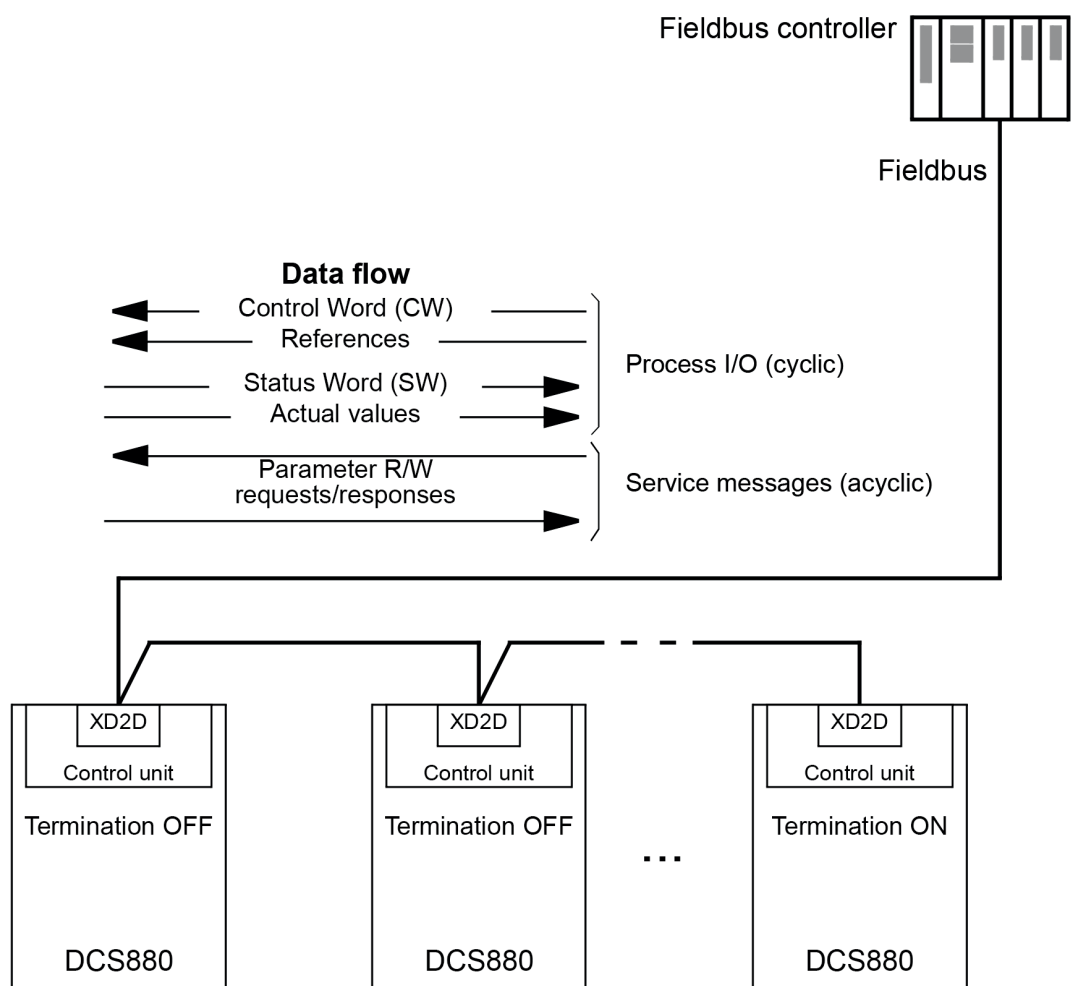 Fieldbus controller
Fieldbus
Data flow
Control Word (CW)
References
Status Word (SW)
Actual values
Process I/O (cyclic)
Parameter R/W
requests/responses
Service messages (acyclic)
XD2D
Control unit
Termination OFF
DCS880
XD2D
Control unit
Termination OFF
DCS880
...
XD2D
Control unit
Termination ON
DCS880